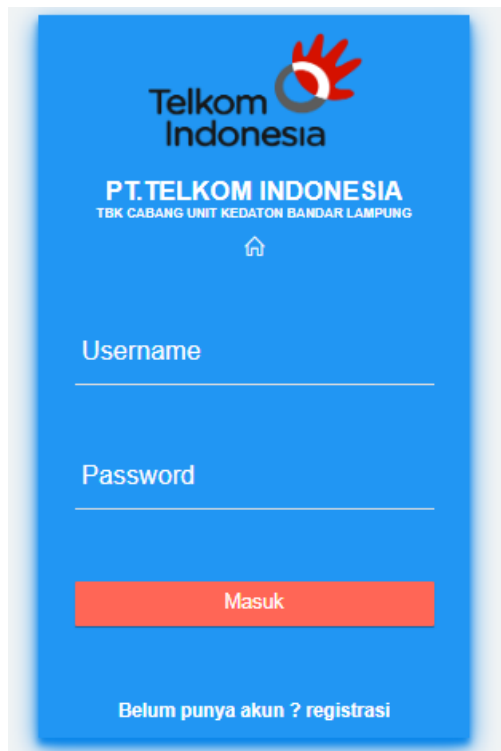 Telkom
Indonesia
PT.TELKOM INDONESIA
TBK CABANG UNIT KEDATON BANDAR LAMPUNG
Username
Password
Masuk
Belum punya akun ? registrasi